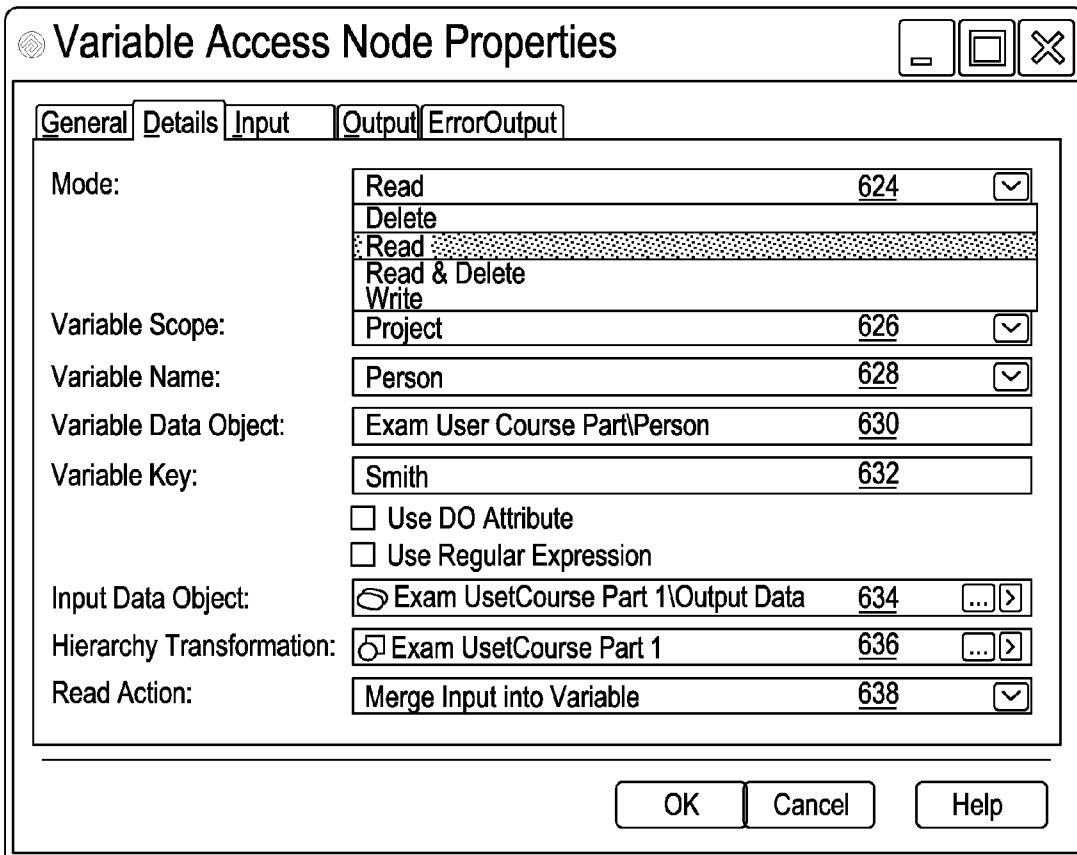 Variable Access Node Properties
General Details Input Output ErrorOutput
Mode: Read 624
Delete
Read
Read & Delete
Write
Variable Scope: Project 626
Variable Name: Person 628
Variable Data Object: Exam User Course Part\Person 630
Variable Key: Smith 632
Use DO Attribute
Use Regular Expression
Input Data Object: Exam UsetCourse Part 1\Output Data 634 ...
Hierarchy Transformation: Exam UsetCourse Part 1 636 ...
Read Action: Merge Input into Variable 638
OK Cancel Help